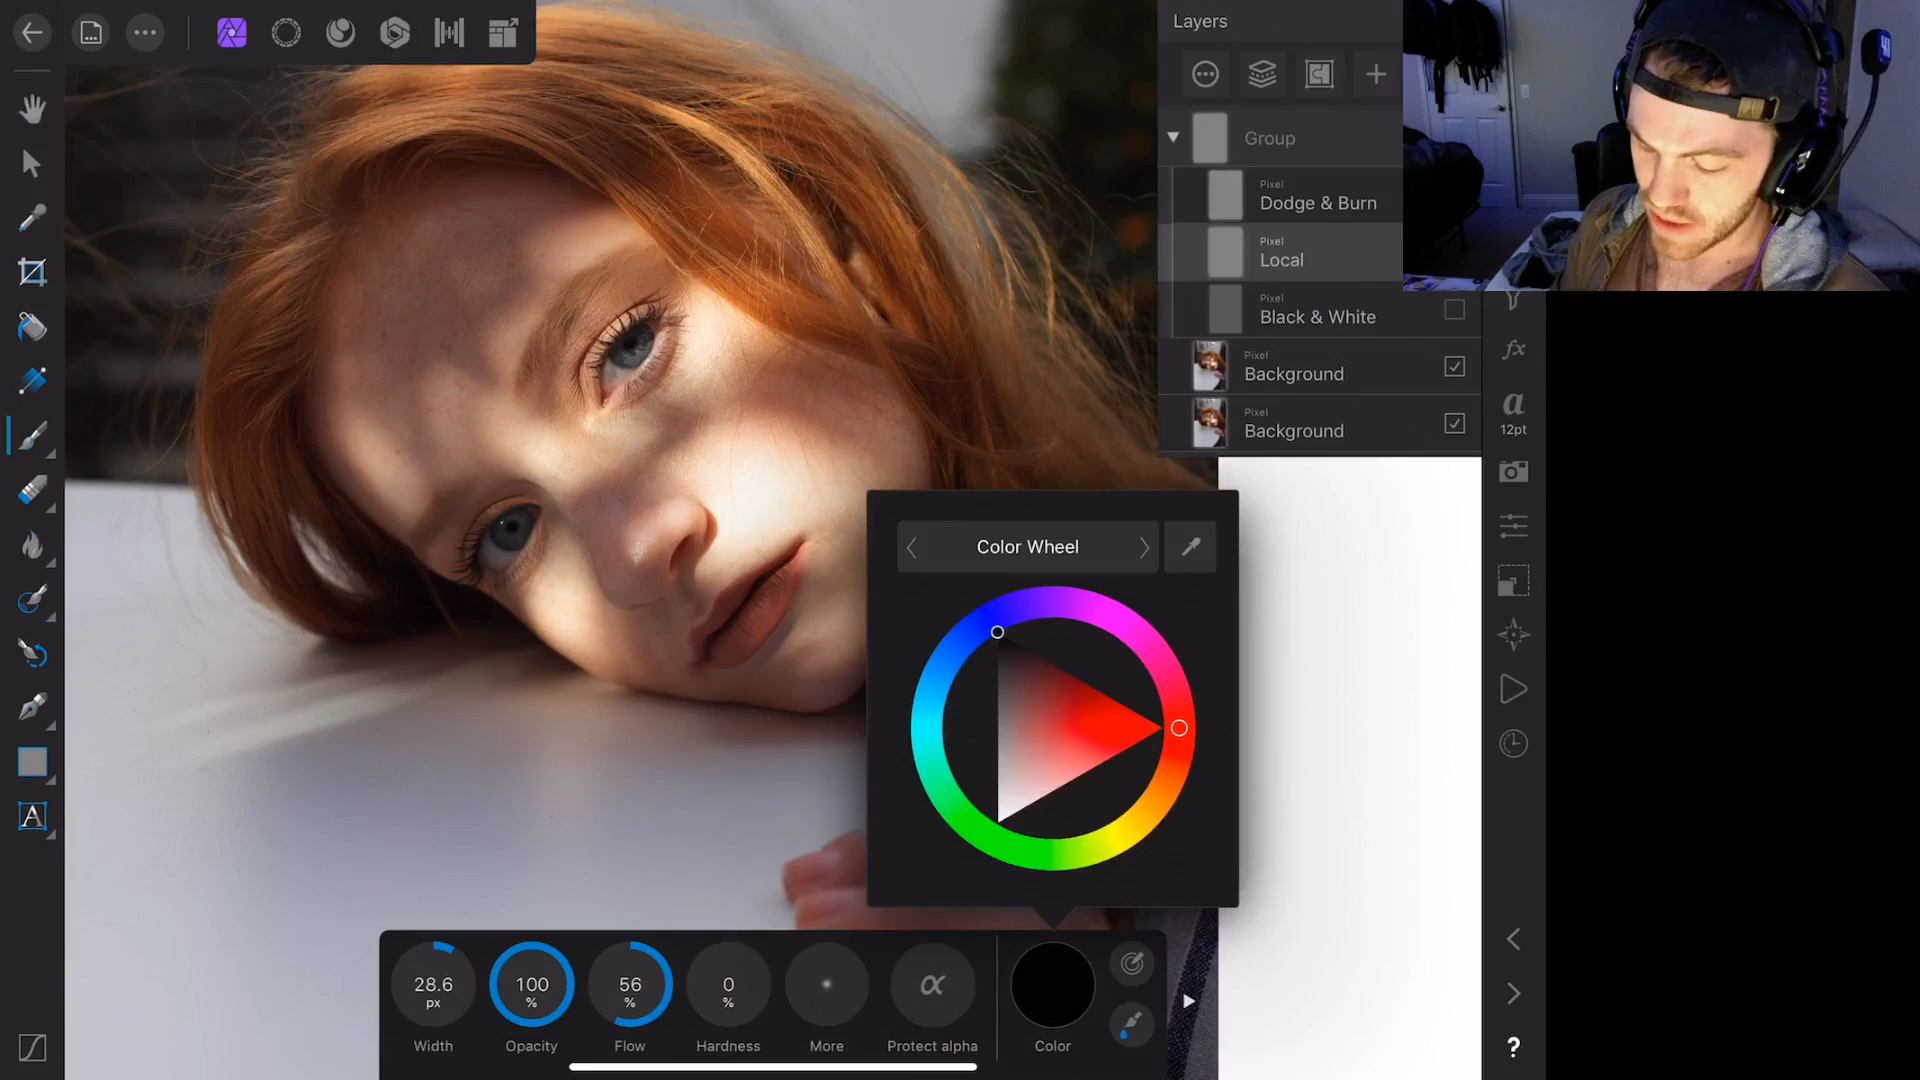 Layers
Group
Pixel
Dodge & Burn
Pixel
Local
Pixel
Black & White
Pixel
Background
Pixel
Background
fx
a
12pt
Color Wheel
28.6
px
100
%
56
%
0
%
α
Width
Opacity
Flow
Hardness
More
Protect alpha
Color
A
?